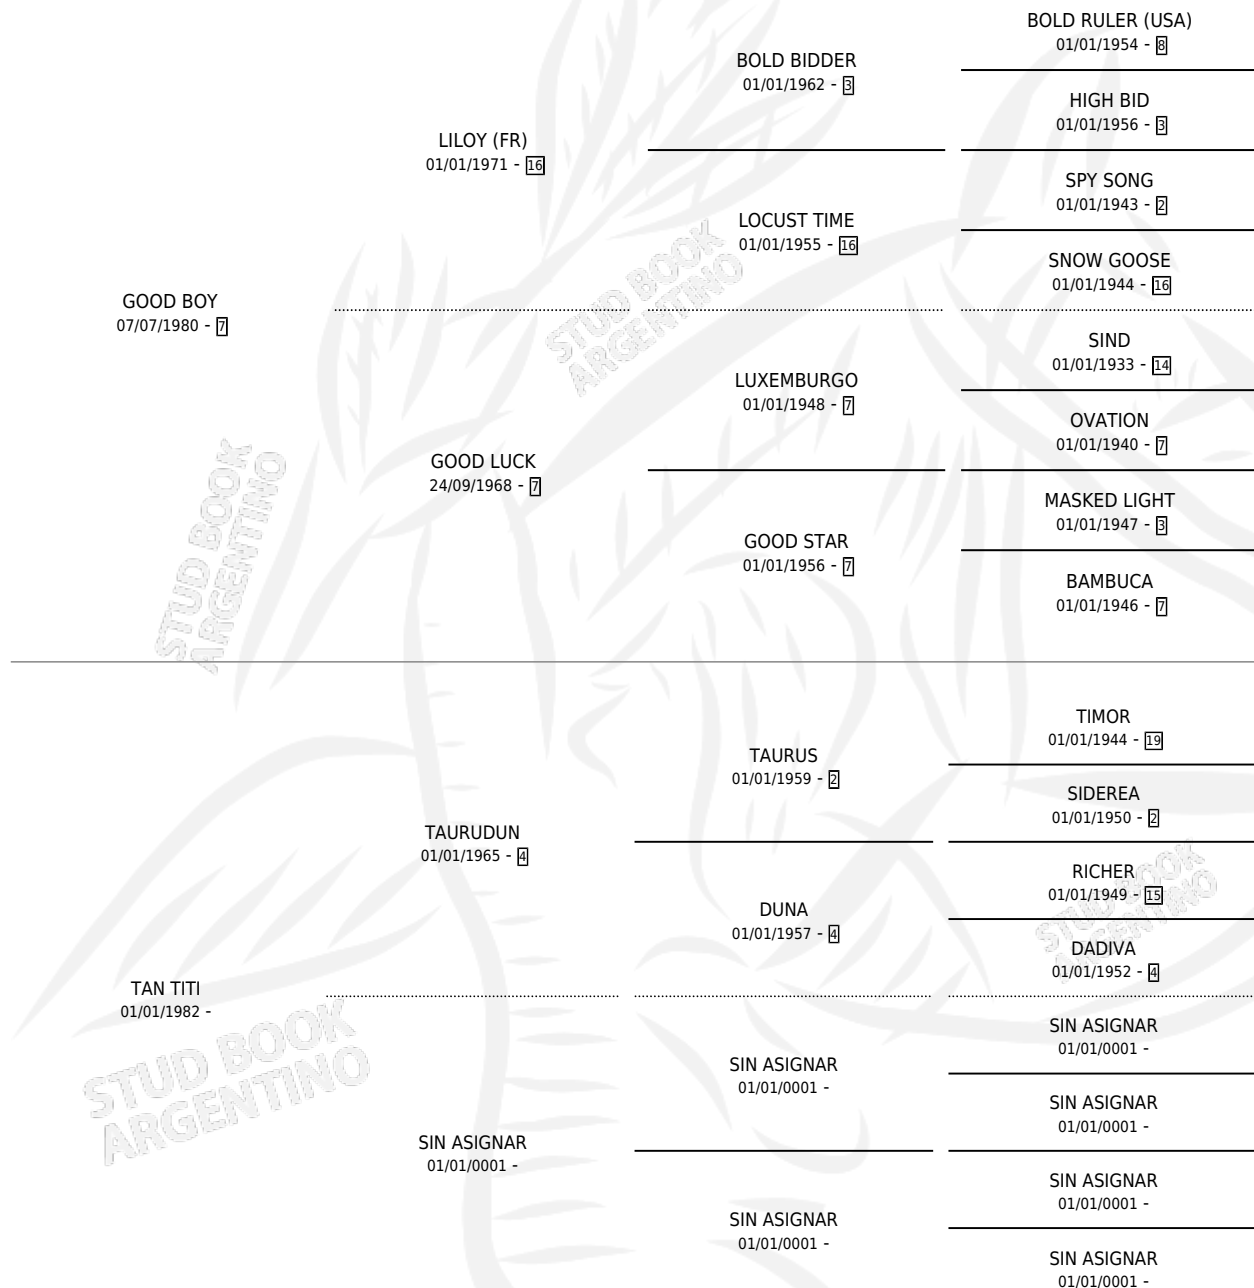 BOLD RULER (USA)
01/01/1954 - 8
BOLD BIDDER
01/01/1962 - 3
HIGH BID
01/01/1956 - 3
LILOY (FR)
01/01/1971 - 16
SPY SONG
01/01/1943 - 2
LOCUST TIME
01/01/1955 - 16
SNOW GOOSE
01/01/1944 - 16
GOOD BOY
07/07/1980 - 7
SIND
01/01/1933 - 14
LUXEMBURGO
01/01/1948 - 7
OVATION
01/01/1940 - 7
GOOD LUCK
24/09/1968 - 7
MASKED LIGHT
01/01/1947 - 3
GOOD STAR
01/01/1956 - 7
BAMBUCA
01/01/1946 - 7
STUD BOOK
ARGENTINO
STUD BOOK
ARGENTINO
TIMOR
01/01/1944 - 19
TAURUS
01/01/1959 - 2
SIDEREA
01/01/1950 - 2
TAURUDUN
01/01/1965 - 4
RICHER
01/01/1949 - 15
DUNA
01/01/1957 - 4
DADIVA
01/01/1952 - 4
STUD BOOK
ARGENTINO
TAN TITI
01/01/1982 -
STUD BOOK
ARGENTINO
SIN ASIGNAR
01/01/0001 -
SIN ASIGNAR
01/01/0001 -
SIN ASIGNAR
01/01/0001 -
SIN ASIGNAR
01/01/0001 -
SIN ASIGNAR
01/01/0001 -
SIN ASIGNAR
01/01/0001 -
SIN ASIGNAR
01/01/0001 -